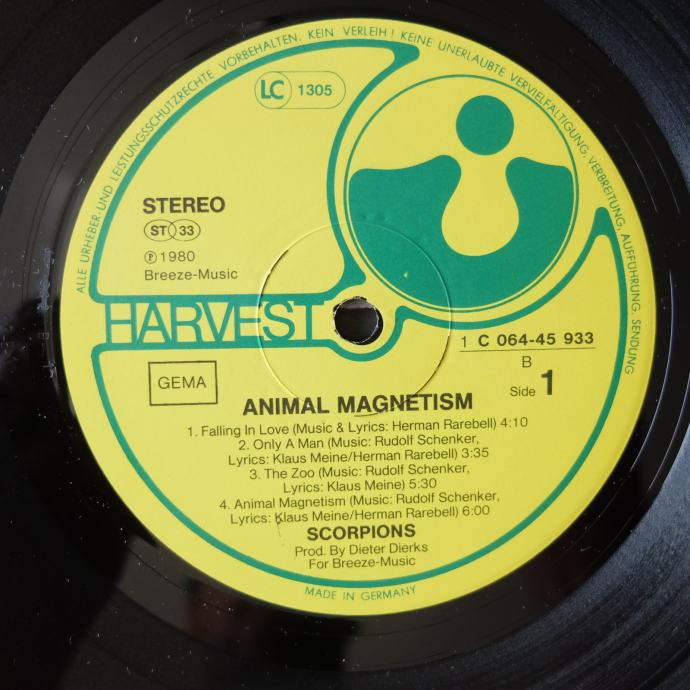 ALLE URHEBER- UND LEISTUNGSSCHUTZRECHTE VORBEHALTEN. KEIN VERLEIH! KEINE UNERLAUBTE VERVIELFÄLTIGUNG, VERBREITUNG, AUFFÜHRUNG, SENDUNG
LC 1305
STEREO
ST 33
Ⓟ 1980
Breeze-Music
HARVEST
1 C 064-45 933
B
Side 1
GEMA
ANIMAL MAGNETISM
1. Falling In Love (Music & Lyrics: Herman Rarebell) 4:10
2. Only A Man (Music: Rudolf Schenker,
Lyrics: Klaus Meine/Herman Rarebell) 3:35
3. The Zoo (Music: Rudolf Schenker,
Lyrics: Klaus Meine) 5:30
4. Animal Magnetism (Music: Rudolf Schenker,
Lyrics: Klaus Meine/Herman Rarebell) 6:00
SCORPIONS
Prod. By Dieter Dierks
For Breeze-Music
MADE IN GERMANY